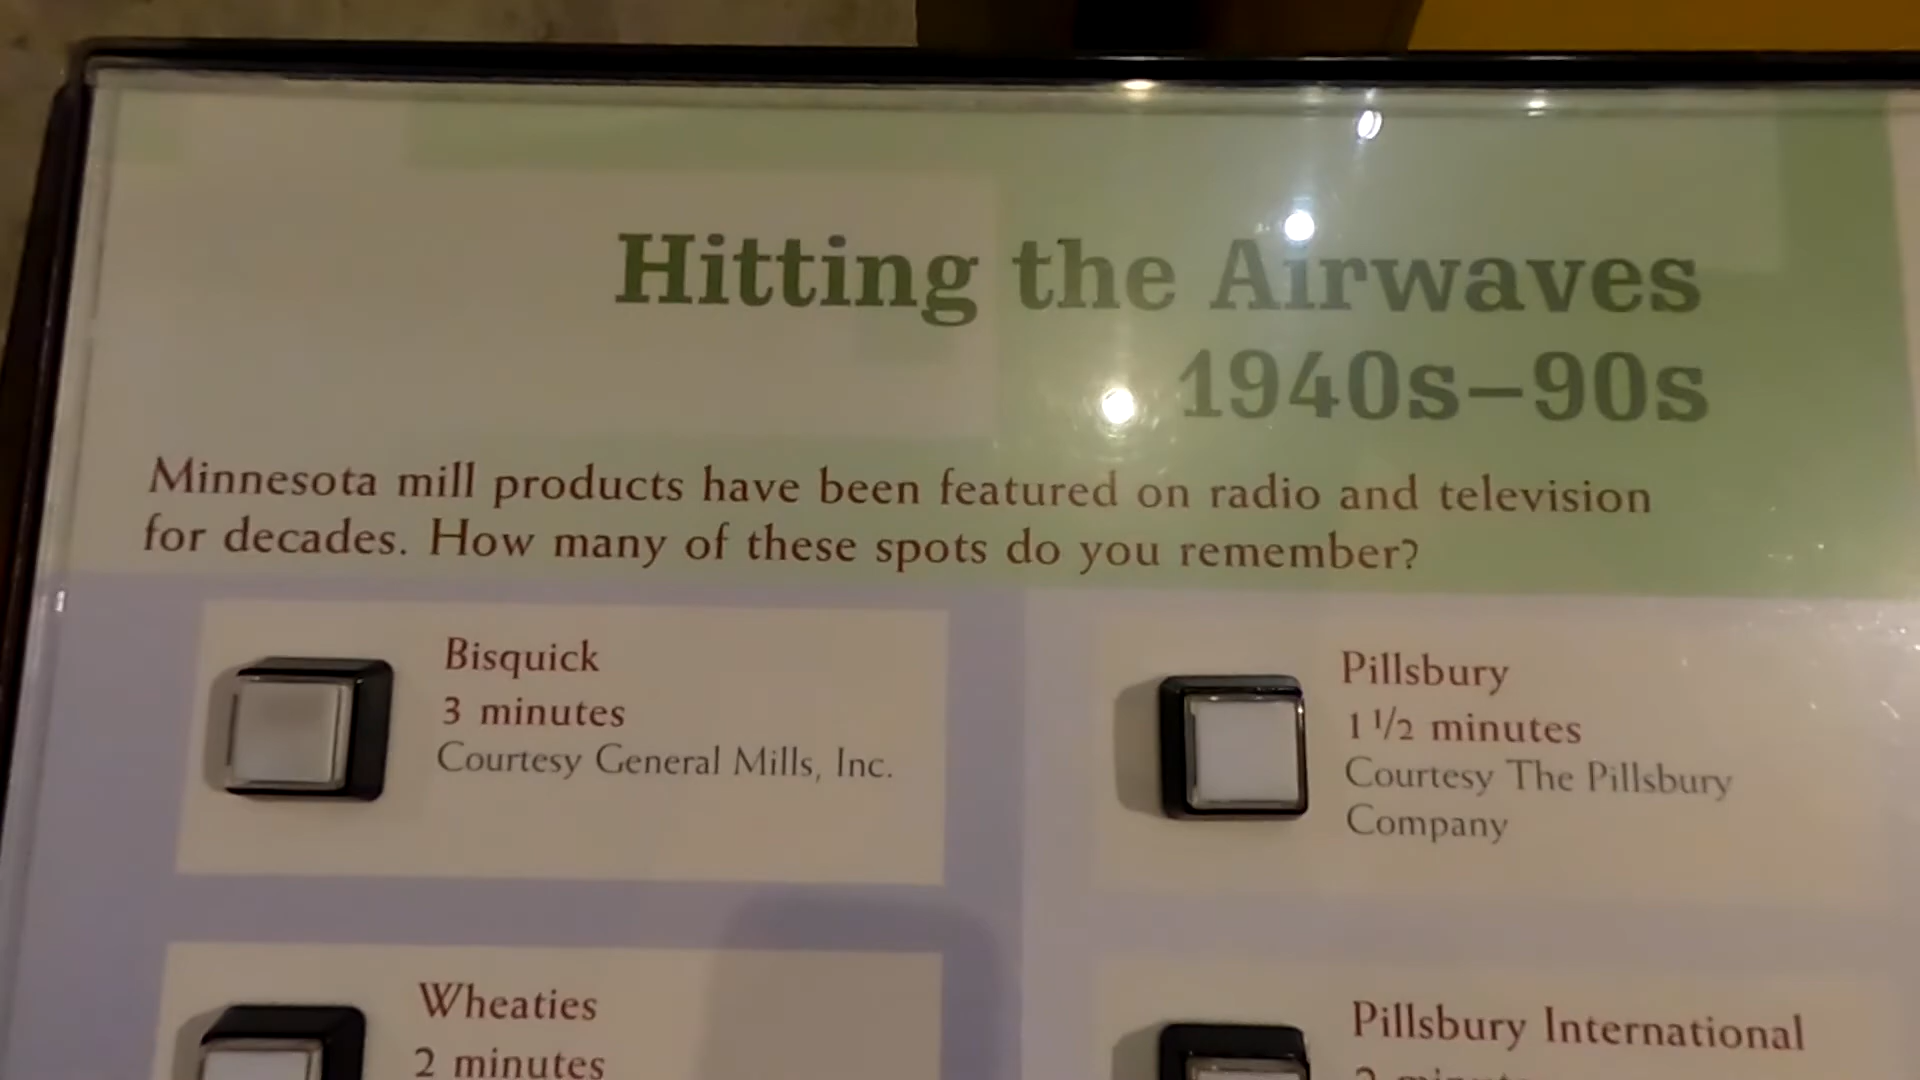 Hitting the Airwaves
1940s–90s
Minnesota mill products have been featured on radio and television
for decades. How many of these spots do you remember?
Bisquick
3 minutes
Courtesy General Mills, Inc.
Pillsbury
1 1/2 minutes
Courtesy The Pillsbury
Company
Wheaties
2 minutes
Pillsbury International